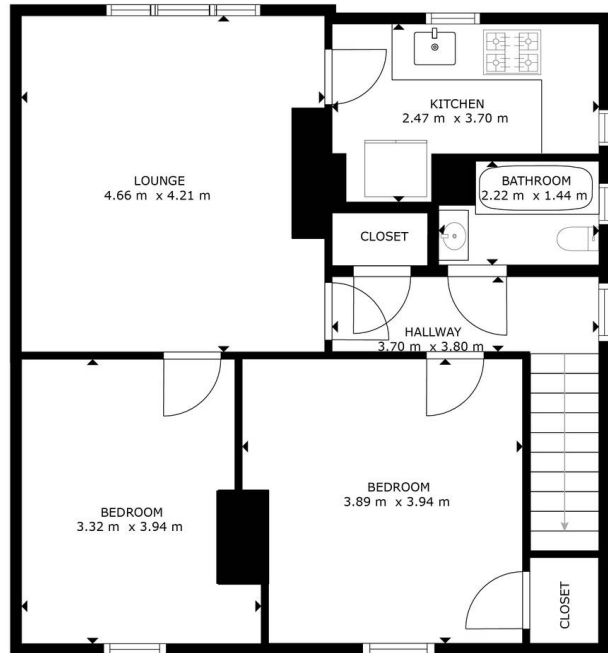 KITCHEN
2.47 m x 3.70 m
LOUNGE
4.66 m x 4.21 m
BATHROOM
2.22 m x 1.44 m
CLOSET
HALLWAY
3.70 m x 3.80 m
BEDROOM
3.32 m x 3.94 m
BEDROOM
3.89 m x 3.94 m
CLOSET